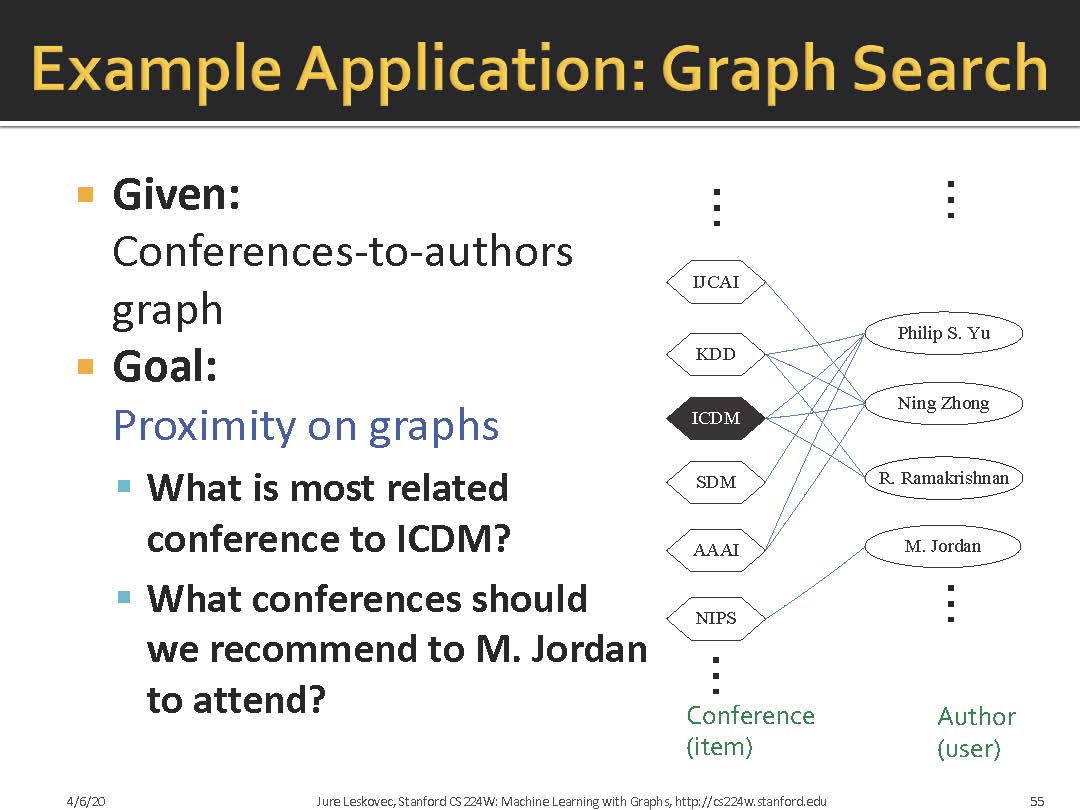 Example Application: Graph Search
Given:
Conferences-to-authors
graph
Goal:
Proximity on graphs
What is most related
conference to ICDM?
What conferences should
we recommend to M. Jordan
to attend?
IJCAI
KDD
ICDM
SDM
AAAI
NIPS
Conference
(item)
Philip S. Yu
Ning Zhong
R. Ramakrishnan
M. Jordan
Author
(user)
4/6/20
Jure Leskovec, Stanford CS224W: Machine Learning with Graphs, http://cs224w.stanford.edu
55